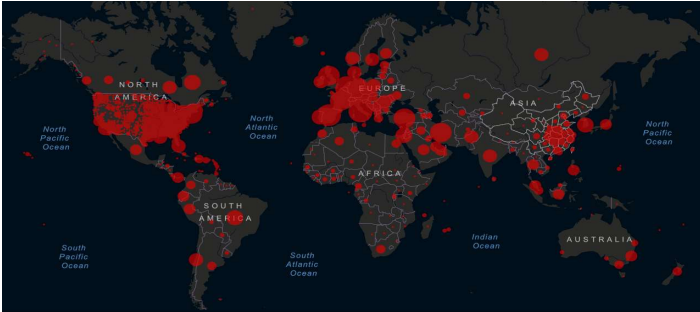 NORTH
AMERICA
EUROPE
ASIA
North
Pacific
Ocean
North
Atlantic
Ocean
North
Pacific
Ocean
AFRICA
SOUTH
AMERICA
Indian
Ocean
AUSTRALIA
South
Pacific
Ocean
South
Atlantic
Ocean